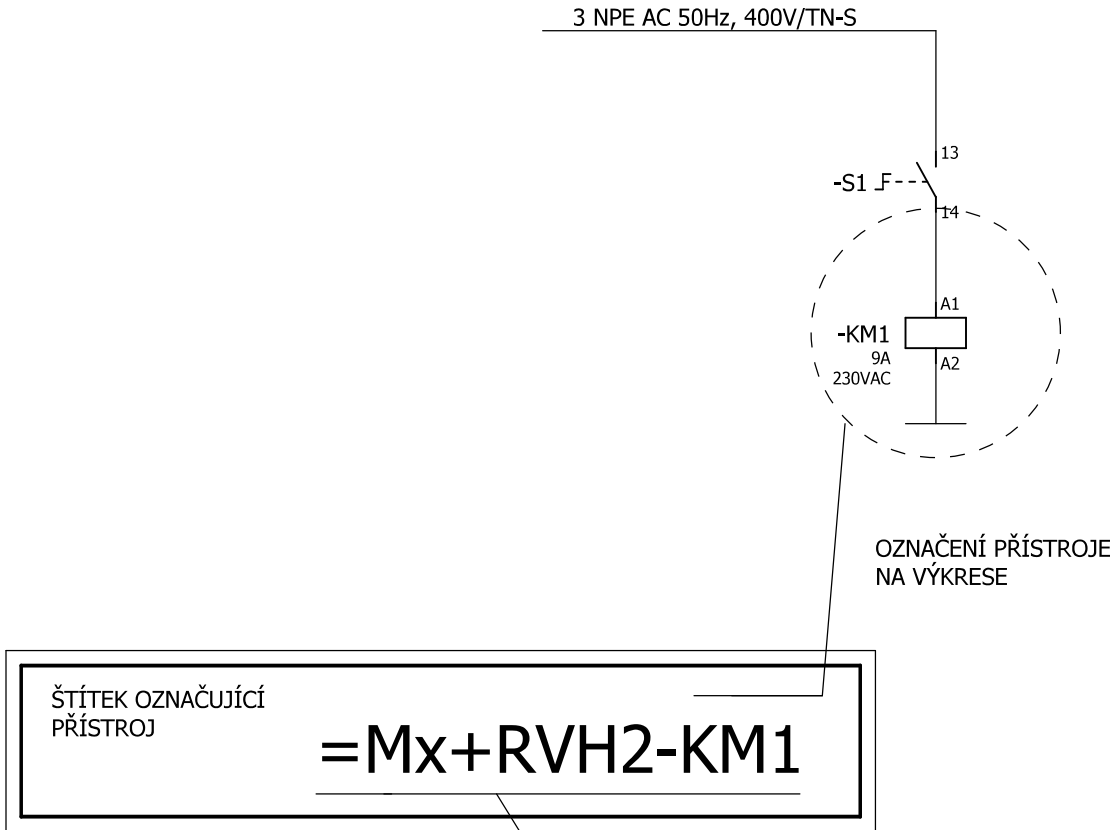 3 NPE AC 50Hz, 400V/TN-S
13
-S1
14
A1
-KM1
9A
A2
230VAC
OZNAČENÍ PŘÍSTROJE
NA VÝKRESE
ŠTÍTEK OZNAČUJÍCÍ
PŘÍSTROJ
=Mx+RVH2-KM1